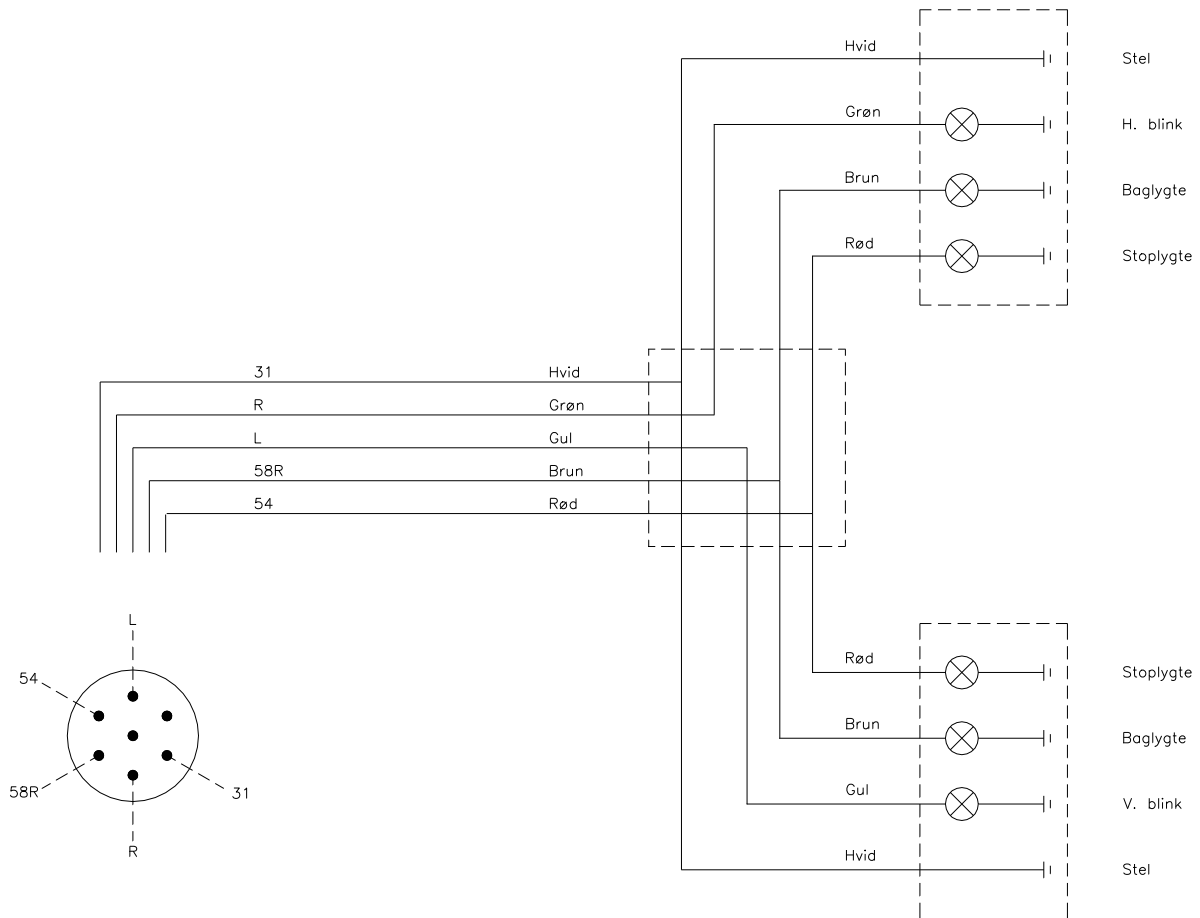 Hvid
Stel
Grøn
H. blink
Brun
Baglygte
Rød
Stoplygte
31
Hvid
R
Grøn
L
Gul
58R
Brun
54
Rød
L
54
58R
31
R
Rød
Stoplygte
Brun
Baglygte
Gul
V. blink
Hvid
Stel